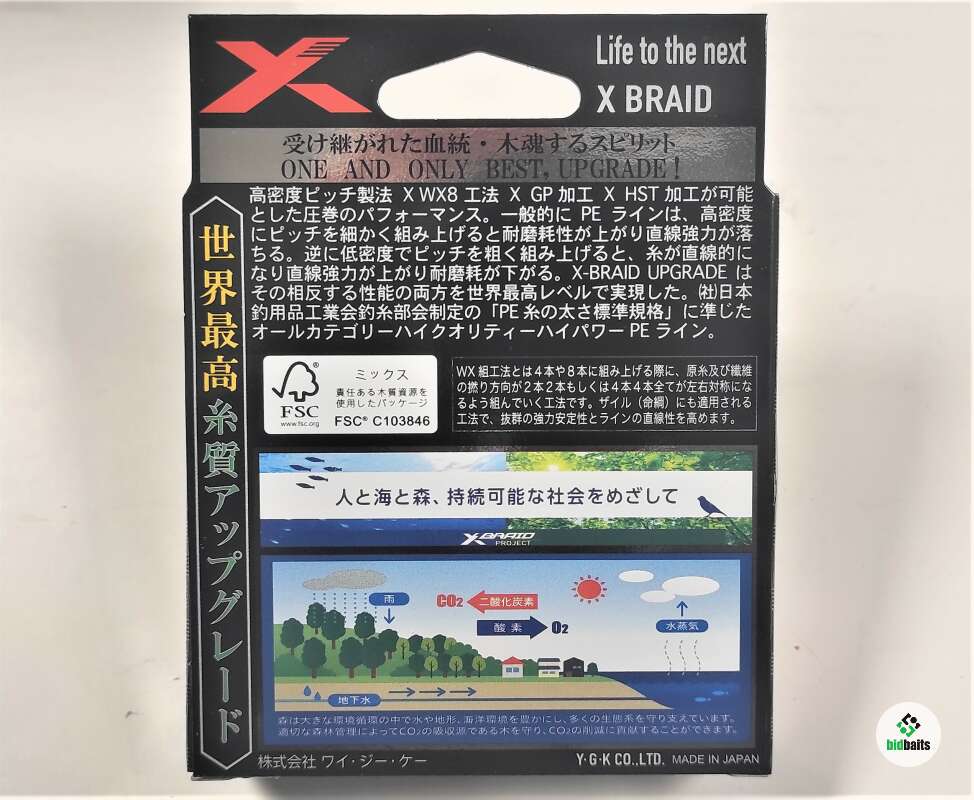 Life to the next
X BRAID
受け継がれた血統・木魂するスピリット
ONE AND ONLY BEST, UPGRADE!
世界最高糸質アップグレード
高密度ピッチ製法 X WX8 工法 X GP 加工 X HST 加工が可能
とした圧巻のパフォーマンス。一般的に PE ラインは、高密度
にピッチを細かく組み上げると耐磨耗性が上がり直線強力が落
ちる。逆に低密度でピッチを粗く組み上げると、糸が直線的に
なり直線強力が上がり耐磨耗が下がる。X-BRAID UPGRADE は
その相反する性能の両方を世界最高レベルで実現した。㈳日本
釣用品工業会釣糸部会制定の「PE 糸の太さ標準規格」に準じた
オールカテゴリーハイクオリティーハイパワー PE ライン。
FSC®
www.fsc.org
ミックス
責任ある木質資源を
使用したパッケージ
FSC® C103846
WX 組工法とは4本や8本に組み上げる際に、原糸及び繊維
の撚り方向が2本2本もしくは4本4本全てが左右対称にな
るよう組んでいく工法です。ザイル（命綱）にも適用される
工法で、抜群の強力安定性とラインの直線性を高めます。
人と海と森、持続可能な社会をめざして
X BRAID
PROJECT
雨
CO2 二酸化炭素
酸素 O2
水蒸気
地下水
森は大きな環境循環の中で水や地形、海洋環境を豊かにし、多くの生態系を守り支えています。
適切な森林管理によってCO2の吸収源である木を守り、CO2の削減に貢献することができます。
株式会社 ワイ・ジー・ケー
Y·G·K CO.,LTD. MADE IN JAPAN
bidbaits